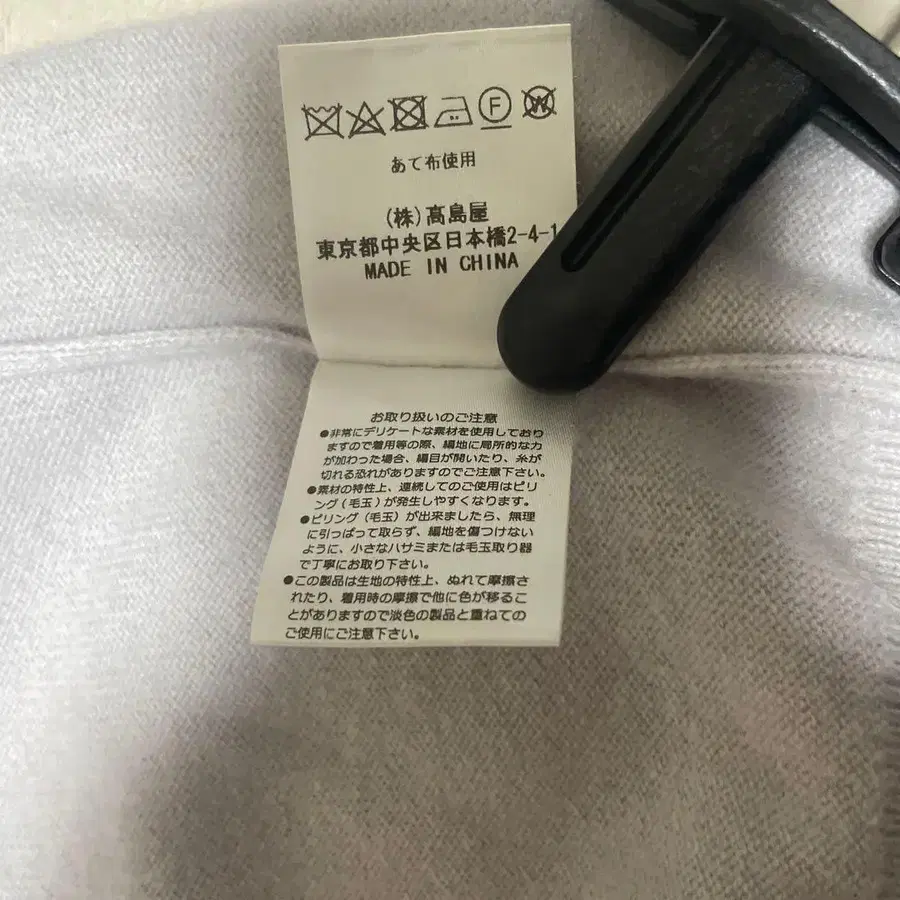 F W
あて布使用
(株)高島屋
東京都中央区日本橋2-4-1
MADE IN CHINA
お取り扱いのご注意
●非常にデリケートな素材を使用しており
ますので着用等の際、編地に局所的な力
が加わった場合、編目が開いたり、糸が
切れる恐れがありますのでご注意下さい。
●素材の特性上、連続してのご使用はピリ
ング(毛玉)が発生しやすくなります。
●ピリング(毛玉)が出来ましたら、無理
に引っぱって取らず、編地を傷つけない
ように、小さなハサミまたは毛玉取り器
で丁寧にお取り下さい。
●この製品は生地の特性上、ぬれて摩擦さ
れたり、着用時の摩擦で他に色が移るこ
とがありますので淡色の製品と重ねての
ご使用にご注意下さい。